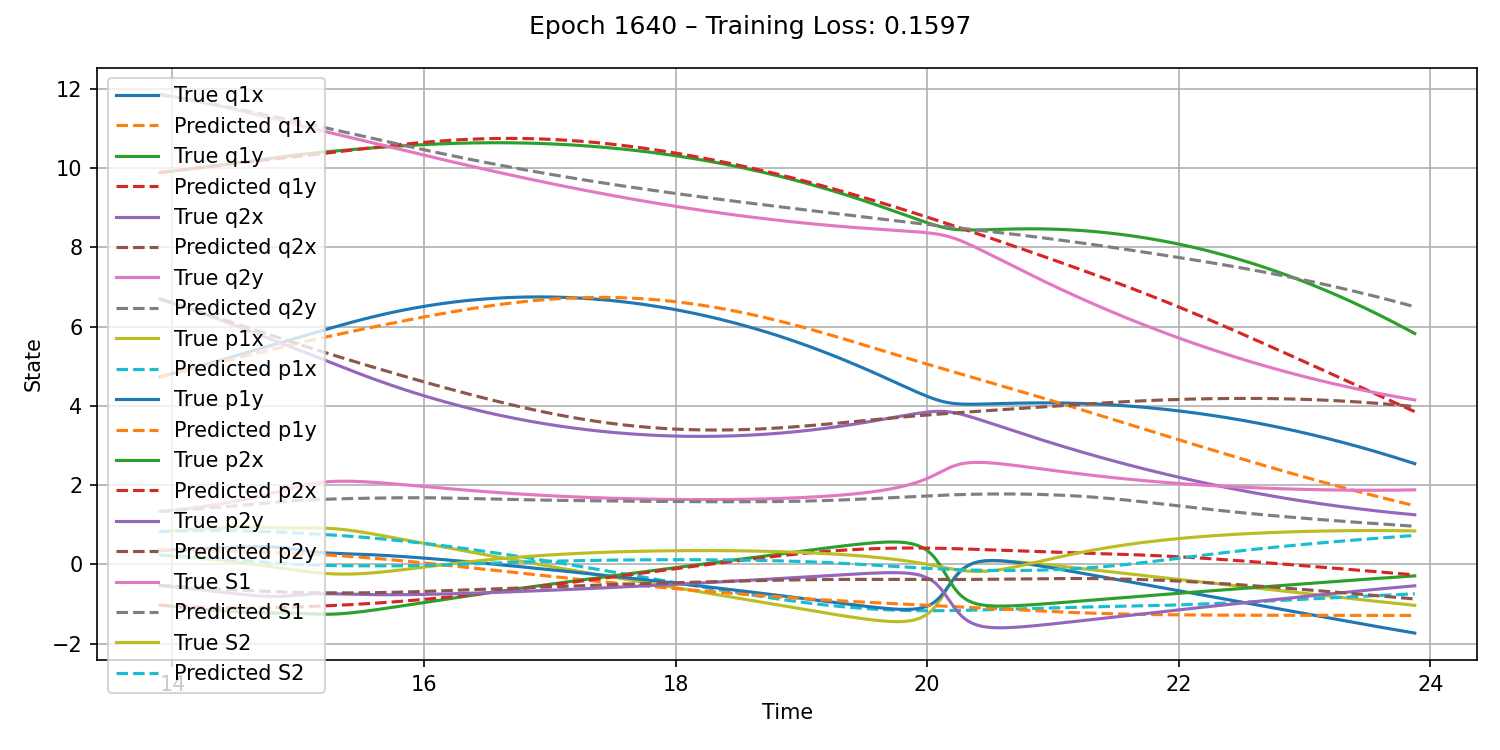 Epoch 1640 – Training Loss: 0.1597
12
10
8
6
4
2
0
−2
State
True q1x
Predicted q1x
True q1y
Predicted q1y
True q2x
Predicted q2x
True q2y
Predicted q2y
True p1x
Predicted p1x
True p1y
Predicted p1y
True p2x
Predicted p2x
True p2y
Predicted p2y
True S1
Predicted S1
True S2
Predicted S2
14 16 18 20 22 24
Time